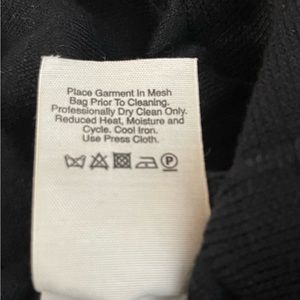 Place Garment In Mesh
Bag Prior To Cleaning.
Professionally Dry Clean Only.
Reduced Heat, Moisture and
Cycle. Cool Iron.
Use Press Cloth.
P